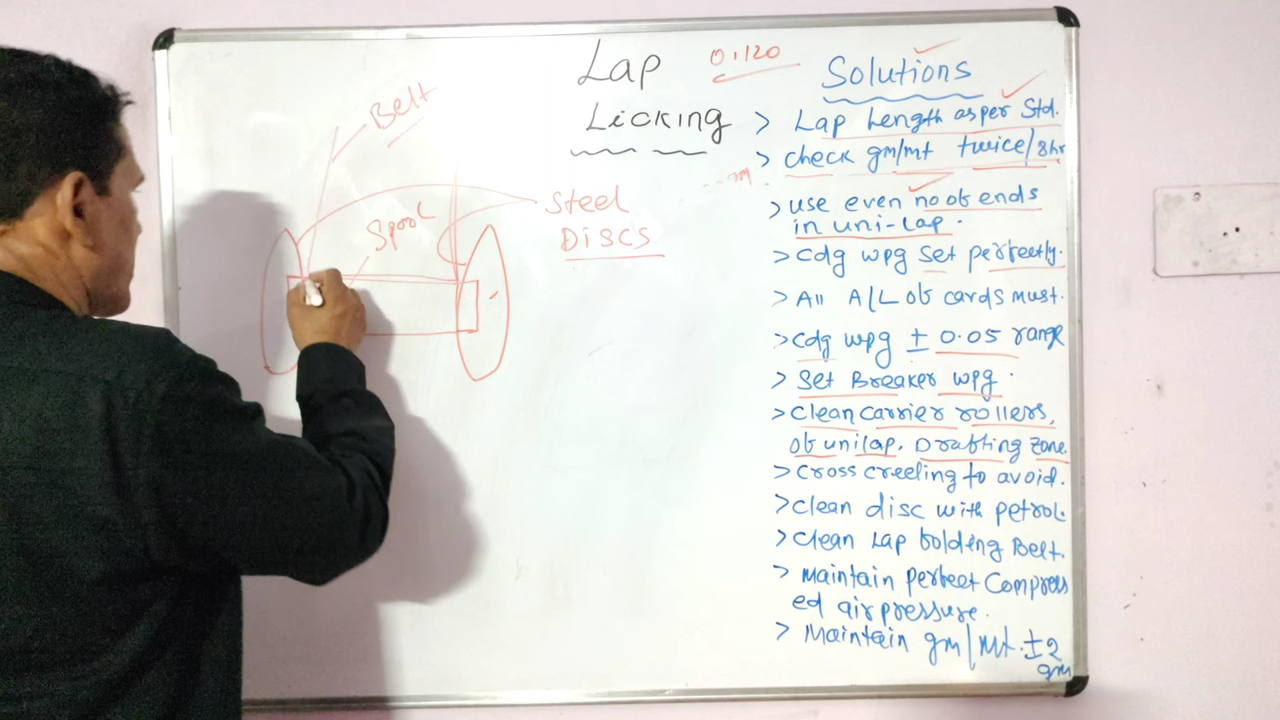 Lap
Licking
0.120
Belt
Spool
Steel
Discs
Solutions
> Lap Length as per Std.
> check gm/mt twice/8hr
> use even no of ends
in uni-Lap.
> cdg wpg set perfectly.
> All A/L of cards must.
> cdg wpg ± 0.05 range
> Set Breaker wpg.
> clean carrier rollers,
of unilap. Drafting zone.
> cross creeling to avoid.
> clean disc with petrol.
> clean Lap folding Belt.
> Maintain perfect Compress
ed air pressure.
> Maintain gm/Mt. ±2
gm